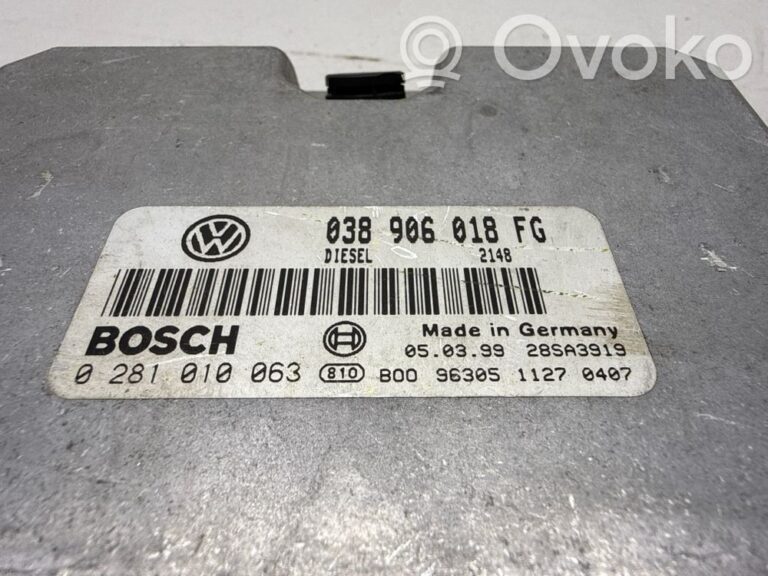 Ovoko
VW
038 906 018 FG
DIESEL 2148
BOSCH
Made in Germany
05.03.99 28SA3919
0 281 010 063 810 B00 96305 1127 0407